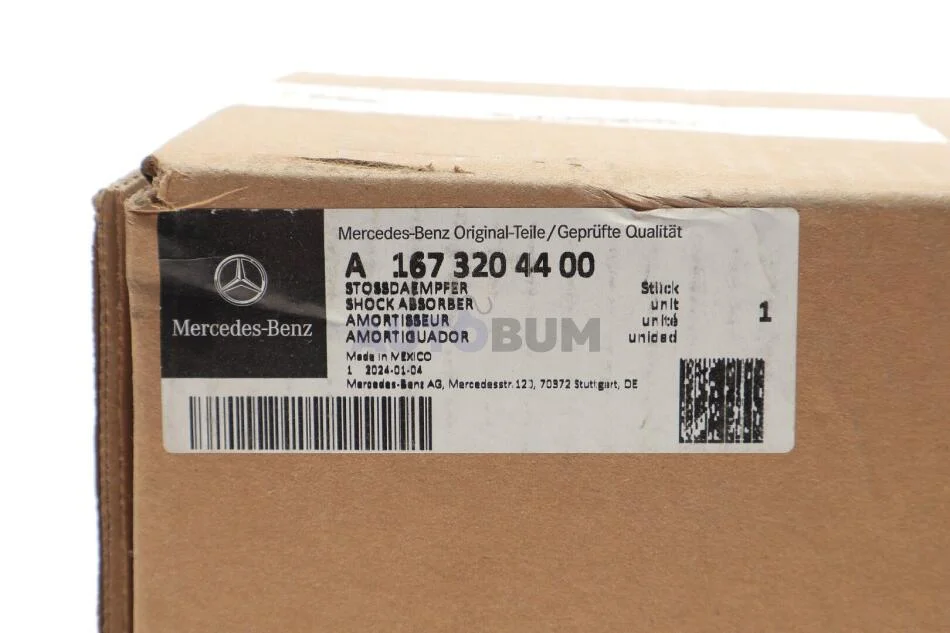 Mercedes-Benz Original-Teile/Geprüfte Qualität
A 167 320 44 00
STOSSDAEMPFER Stück
SHOCK ABSORBER unit
AMORTISSEUR unité
AMORTIGUADOR unidad
1
AUTOBUM
Made in MEXICO
1 2024-01-04
Mercedes-Benz AG, Mercedesstr. 120, 70372 Stuttgart, DE
Mercedes-Benz